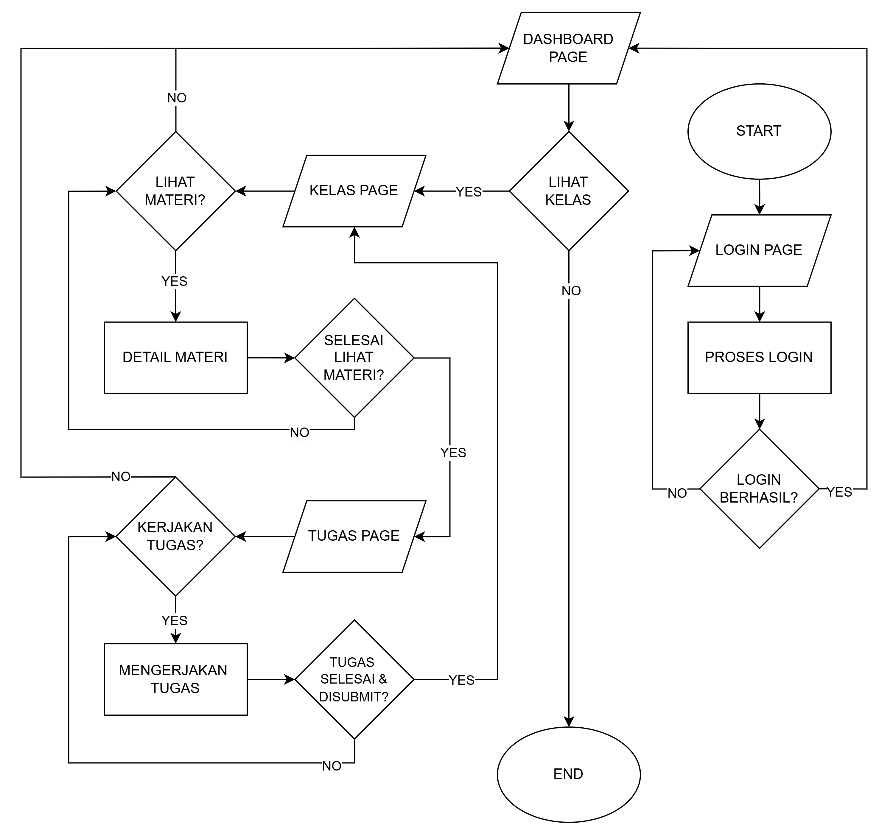 DASHBOARD
PAGE
NO
START
LIHAT
MATERI?
KELAS PAGE
YES
LIHAT
KELAS
LOGIN PAGE
YES
NO
DETAIL MATERI
SELESAI
LIHAT
MATERI?
PROSES LOGIN
NO
YES
NO
LOGIN
BERHASIL?
NO
YES
KERJAKAN
TUGAS?
TUGAS PAGE
YES
MENGERJAKAN
TUGAS
TUGAS
SELESAI &
DISUBMIT?
YES
NO
END